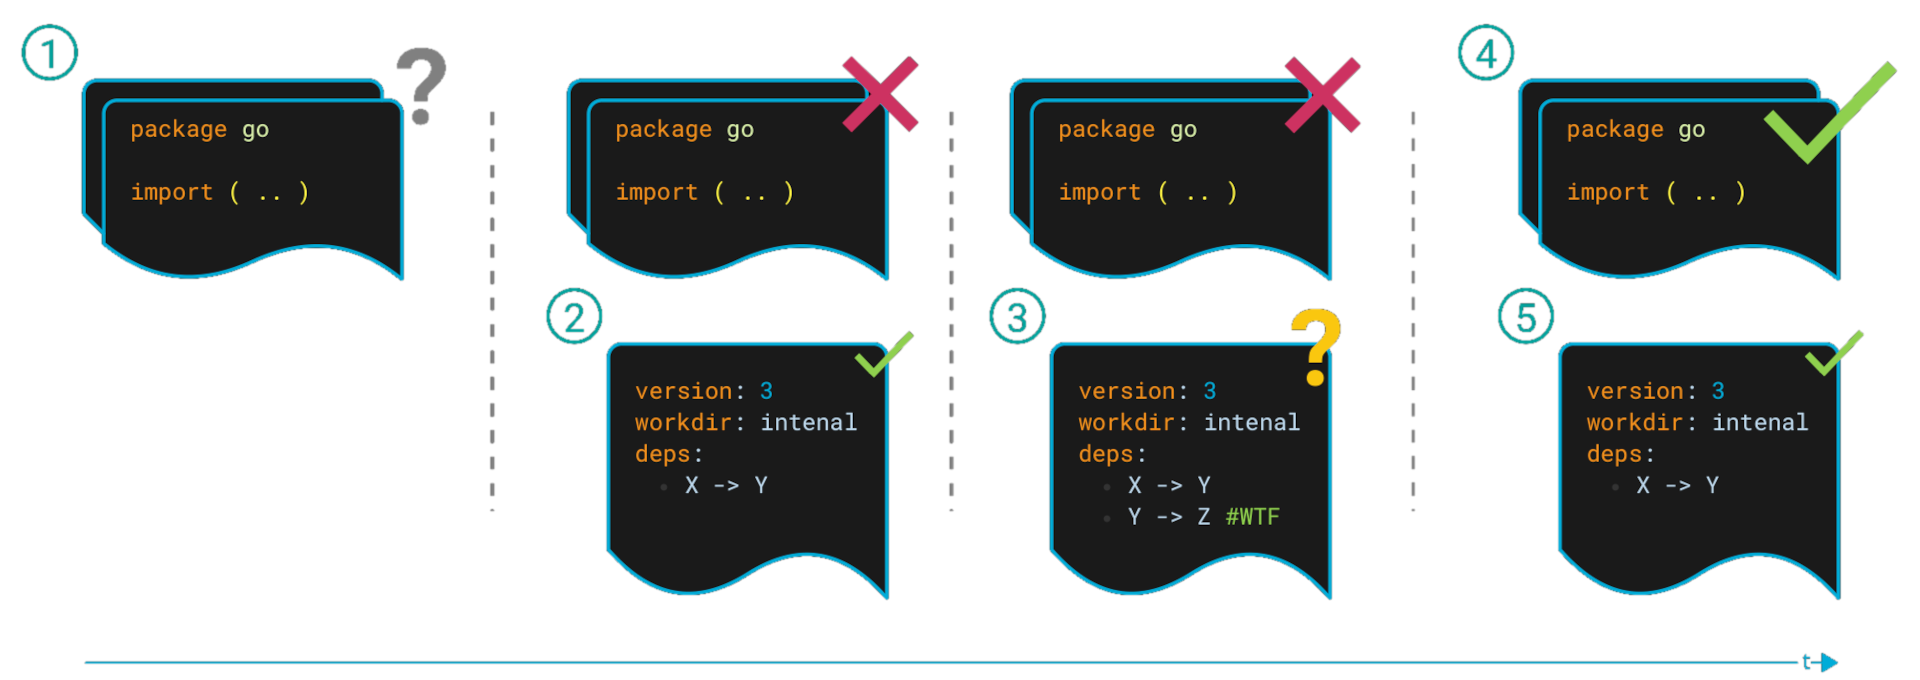 1
package go
import ( .. )
package go
import ( .. )
2
version: 3
workdir: intenal
deps:
• X -> Y
package go
import ( .. )
3
version: 3
workdir: intenal
deps:
• X -> Y
• Y -> Z #WTF
4
package go
import ( .. )
5
version: 3
workdir: intenal
deps:
• X -> Y
t